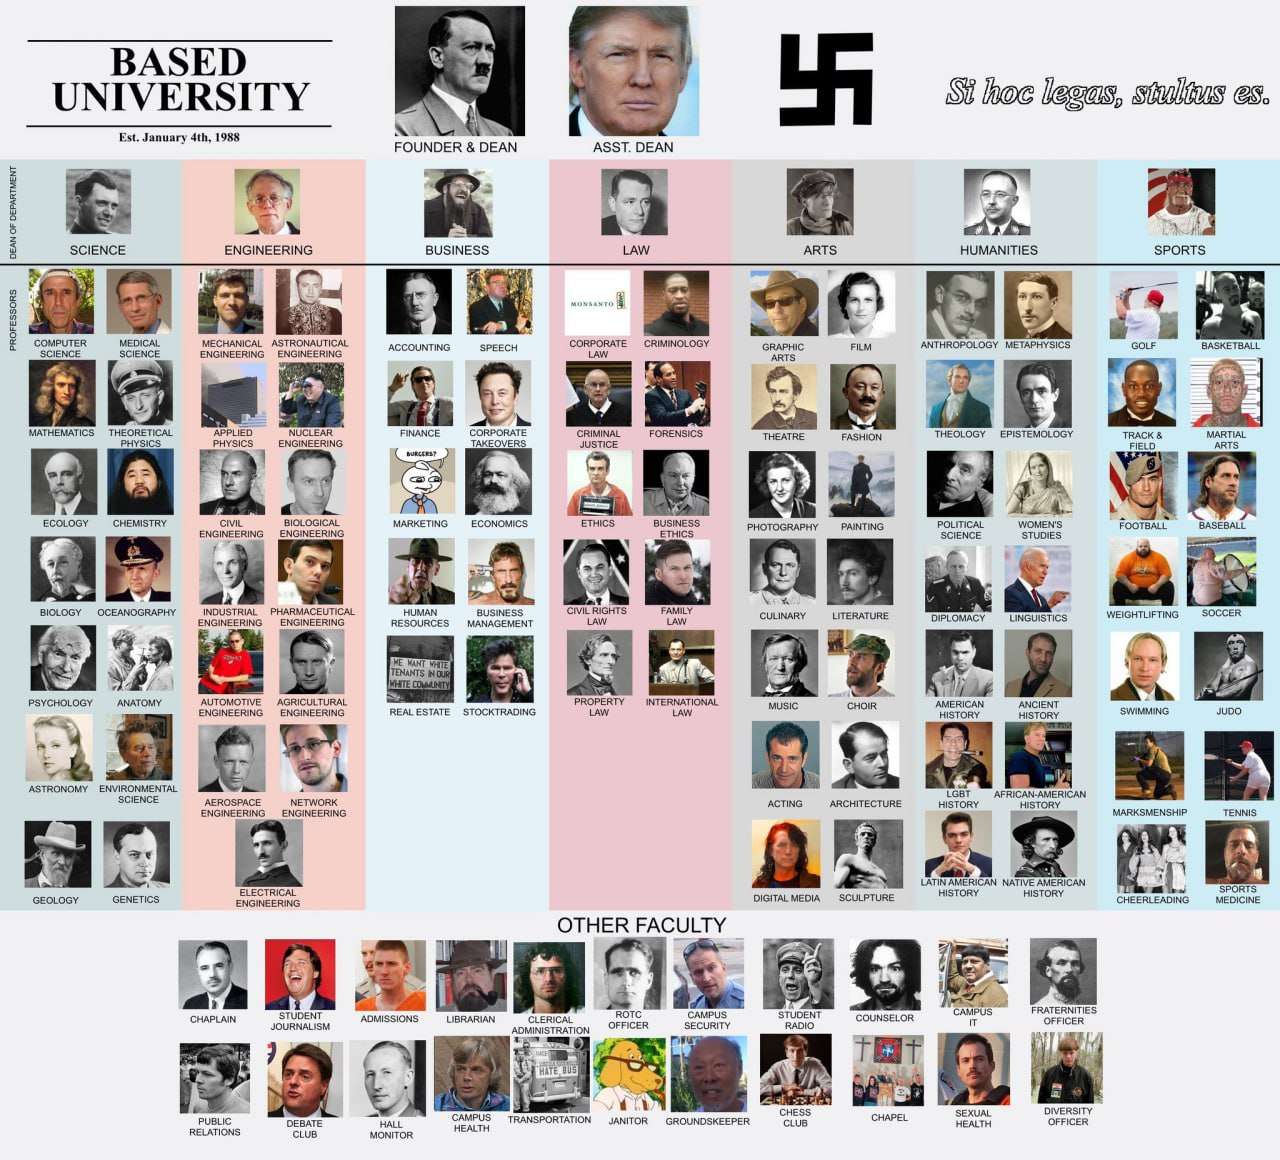 BASED
UNIVERSITY
Est. January 4th, 1988
FOUNDER & DEAN
ASST. DEAN
Si hoc legas, stultus es.
DEAN OF DEPARTMENT
SCIENCE
ENGINEERING
BUSINESS
LAW
ARTS
HUMANITIES
SPORTS
PROFESSORS
COMPUTER
SCIENCE
MEDICAL
SCIENCE
MECHANICAL
ENGINEERING
ASTRONAUTICAL
ENGINEERING
ACCOUNTING
SPEECH
MONSANTO
CORPORATE
LAW
CRIMINOLOGY
GRAPHIC
ARTS
FILM
ANTHROPOLOGY
METAPHYSICS
GOLF
BASKETBALL
MATHEMATICS
THEORETICAL
PHYSICS
APPLIED
PHYSICS
NUCLEAR
ENGINEERING
FINANCE
CORPORATE
TAKEOVERS
CRIMINAL
JUSTICE
FORENSICS
THEATRE
FASHION
THEOLOGY
EPISTEMOLOGY
TRACK &
FIELD
MARTIAL
ARTS
ECOLOGY
CHEMISTRY
CIVIL
ENGINEERING
BIOLOGICAL
ENGINEERING
BURGERS?
MARKETING
ECONOMICS
ETHICS
BUSINESS
ETHICS
PHOTOGRAPHY
PAINTING
POLITICAL
SCIENCE
WOMEN'S
STUDIES
FOOTBALL
BASEBALL
BIOLOGY
OCEANOGRAPHY
INDUSTRIAL
ENGINEERING
PHARMACEUTICAL
ENGINEERING
HUMAN
RESOURCES
BUSINESS
MANAGEMENT
CIVIL RIGHTS
LAW
FAMILY
LAW
CULINARY
LITERATURE
DIPLOMACY
LINGUISTICS
WEIGHTLIFTING
SOCCER
PSYCHOLOGY
ANATOMY
AUTOMOTIVE
ENGINEERING
AGRICULTURAL
ENGINEERING
WE WANT WHITE
TENANTS IN OUR
WHITE COMMUNITY
REAL ESTATE
STOCKTRADING
PROPERTY
LAW
INTERNATIONAL
LAW
MUSIC
CHOIR
AMERICAN
HISTORY
ANCIENT
HISTORY
SWIMMING
JUDO
ASTRONOMY
ENVIRONMENTAL
SCIENCE
AEROSPACE
ENGINEERING
NETWORK
ENGINEERING
ACTING
ARCHITECTURE
LGBT
HISTORY
AFRICAN-AMERICAN
HISTORY
MARKSMENSHIP
TENNIS
GEOLOGY
GENETICS
ELECTRICAL
ENGINEERING
DIGITAL MEDIA
SCULPTURE
LATIN AMERICAN
HISTORY
NATIVE AMERICAN
HISTORY
CHEERLEADING
SPORTS
MEDICINE
OTHER FACULTY
CHAPLAIN
STUDENT
JOURNALISM
ADMISSIONS
LIBRARIAN
CLERICAL
ADMINISTRATION
ROTC
OFFICER
CAMPUS
SECURITY
STUDENT
RADIO
COUNSELOR
CAMPUS
IT
FRATERNITIES
OFFICER
PUBLIC
RELATIONS
DEBATE
CLUB
HALL
MONITOR
CAMPUS
HEALTH
HATE BUS
TRANSPORTATION
JANITOR
GROUNDSKEEPER
CHESS
CLUB
CHAPEL
SEXUAL
HEALTH
DIVERSITY
OFFICER